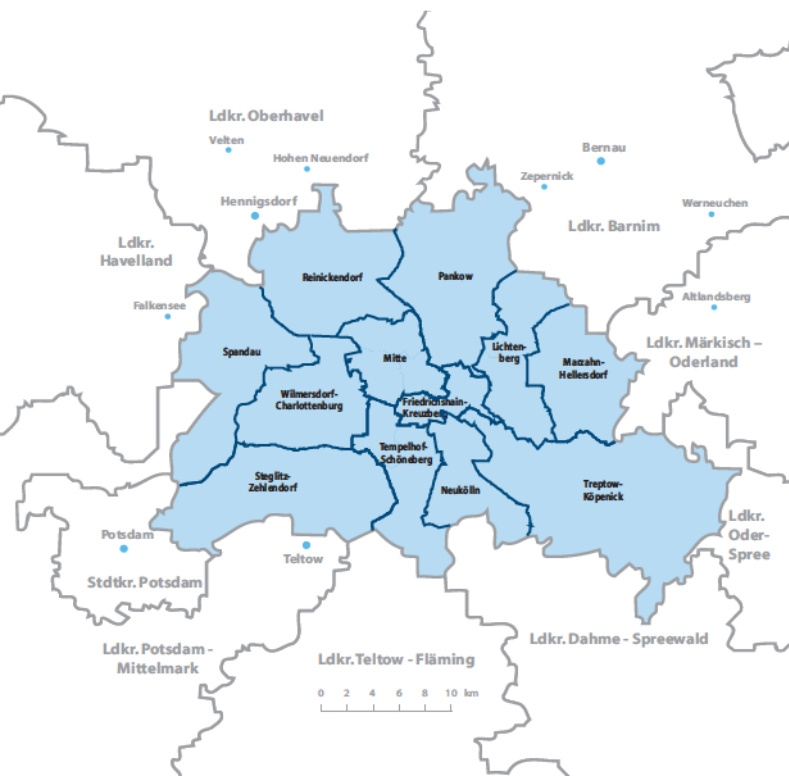 Ldkr. Oberhavel
Velten
Hohen Neuendorf
Bernau
Zepernick
Hennigsdorf
Werneuchen
Ldkr. Barnim
Ldkr.
Havelland
Reinickendorf
Pankow
Falkensee
Altlandsberg
Ldkr. Märkisch –
Oderland
Spandau
Mitte
Lichten-
berg
Marzahn-
Hellersdorf
Wilmersdorf-
Charlottenburg
Friedrichshain-
Kreuzberg
Tempelhof-
Schöneberg
Steglitz-
Zehlendorf
Neukölln
Treptow-
Köpenick
Ldkr.
Oder-
Spree
Potsdam
Teltow
Stdtkr. Potsdam
Ldkr. Potsdam -
Mittelmark
Ldkr. Teltow - Fläming
Ldkr. Dahme - Spreewald
0 2 4 6 8 10 km